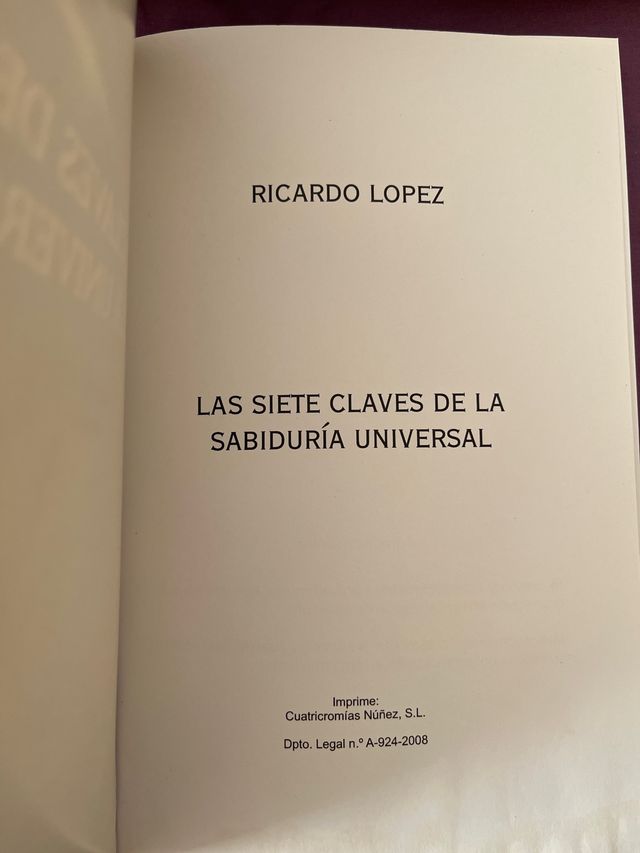 RICARDO LOPEZ
LAS SIETE CLAVES DE LA
SABIDURÍA UNIVERSAL
Imprime:
Cuatricromías Núñez, S.L.
Dpto. Legal n.º A-924-2008